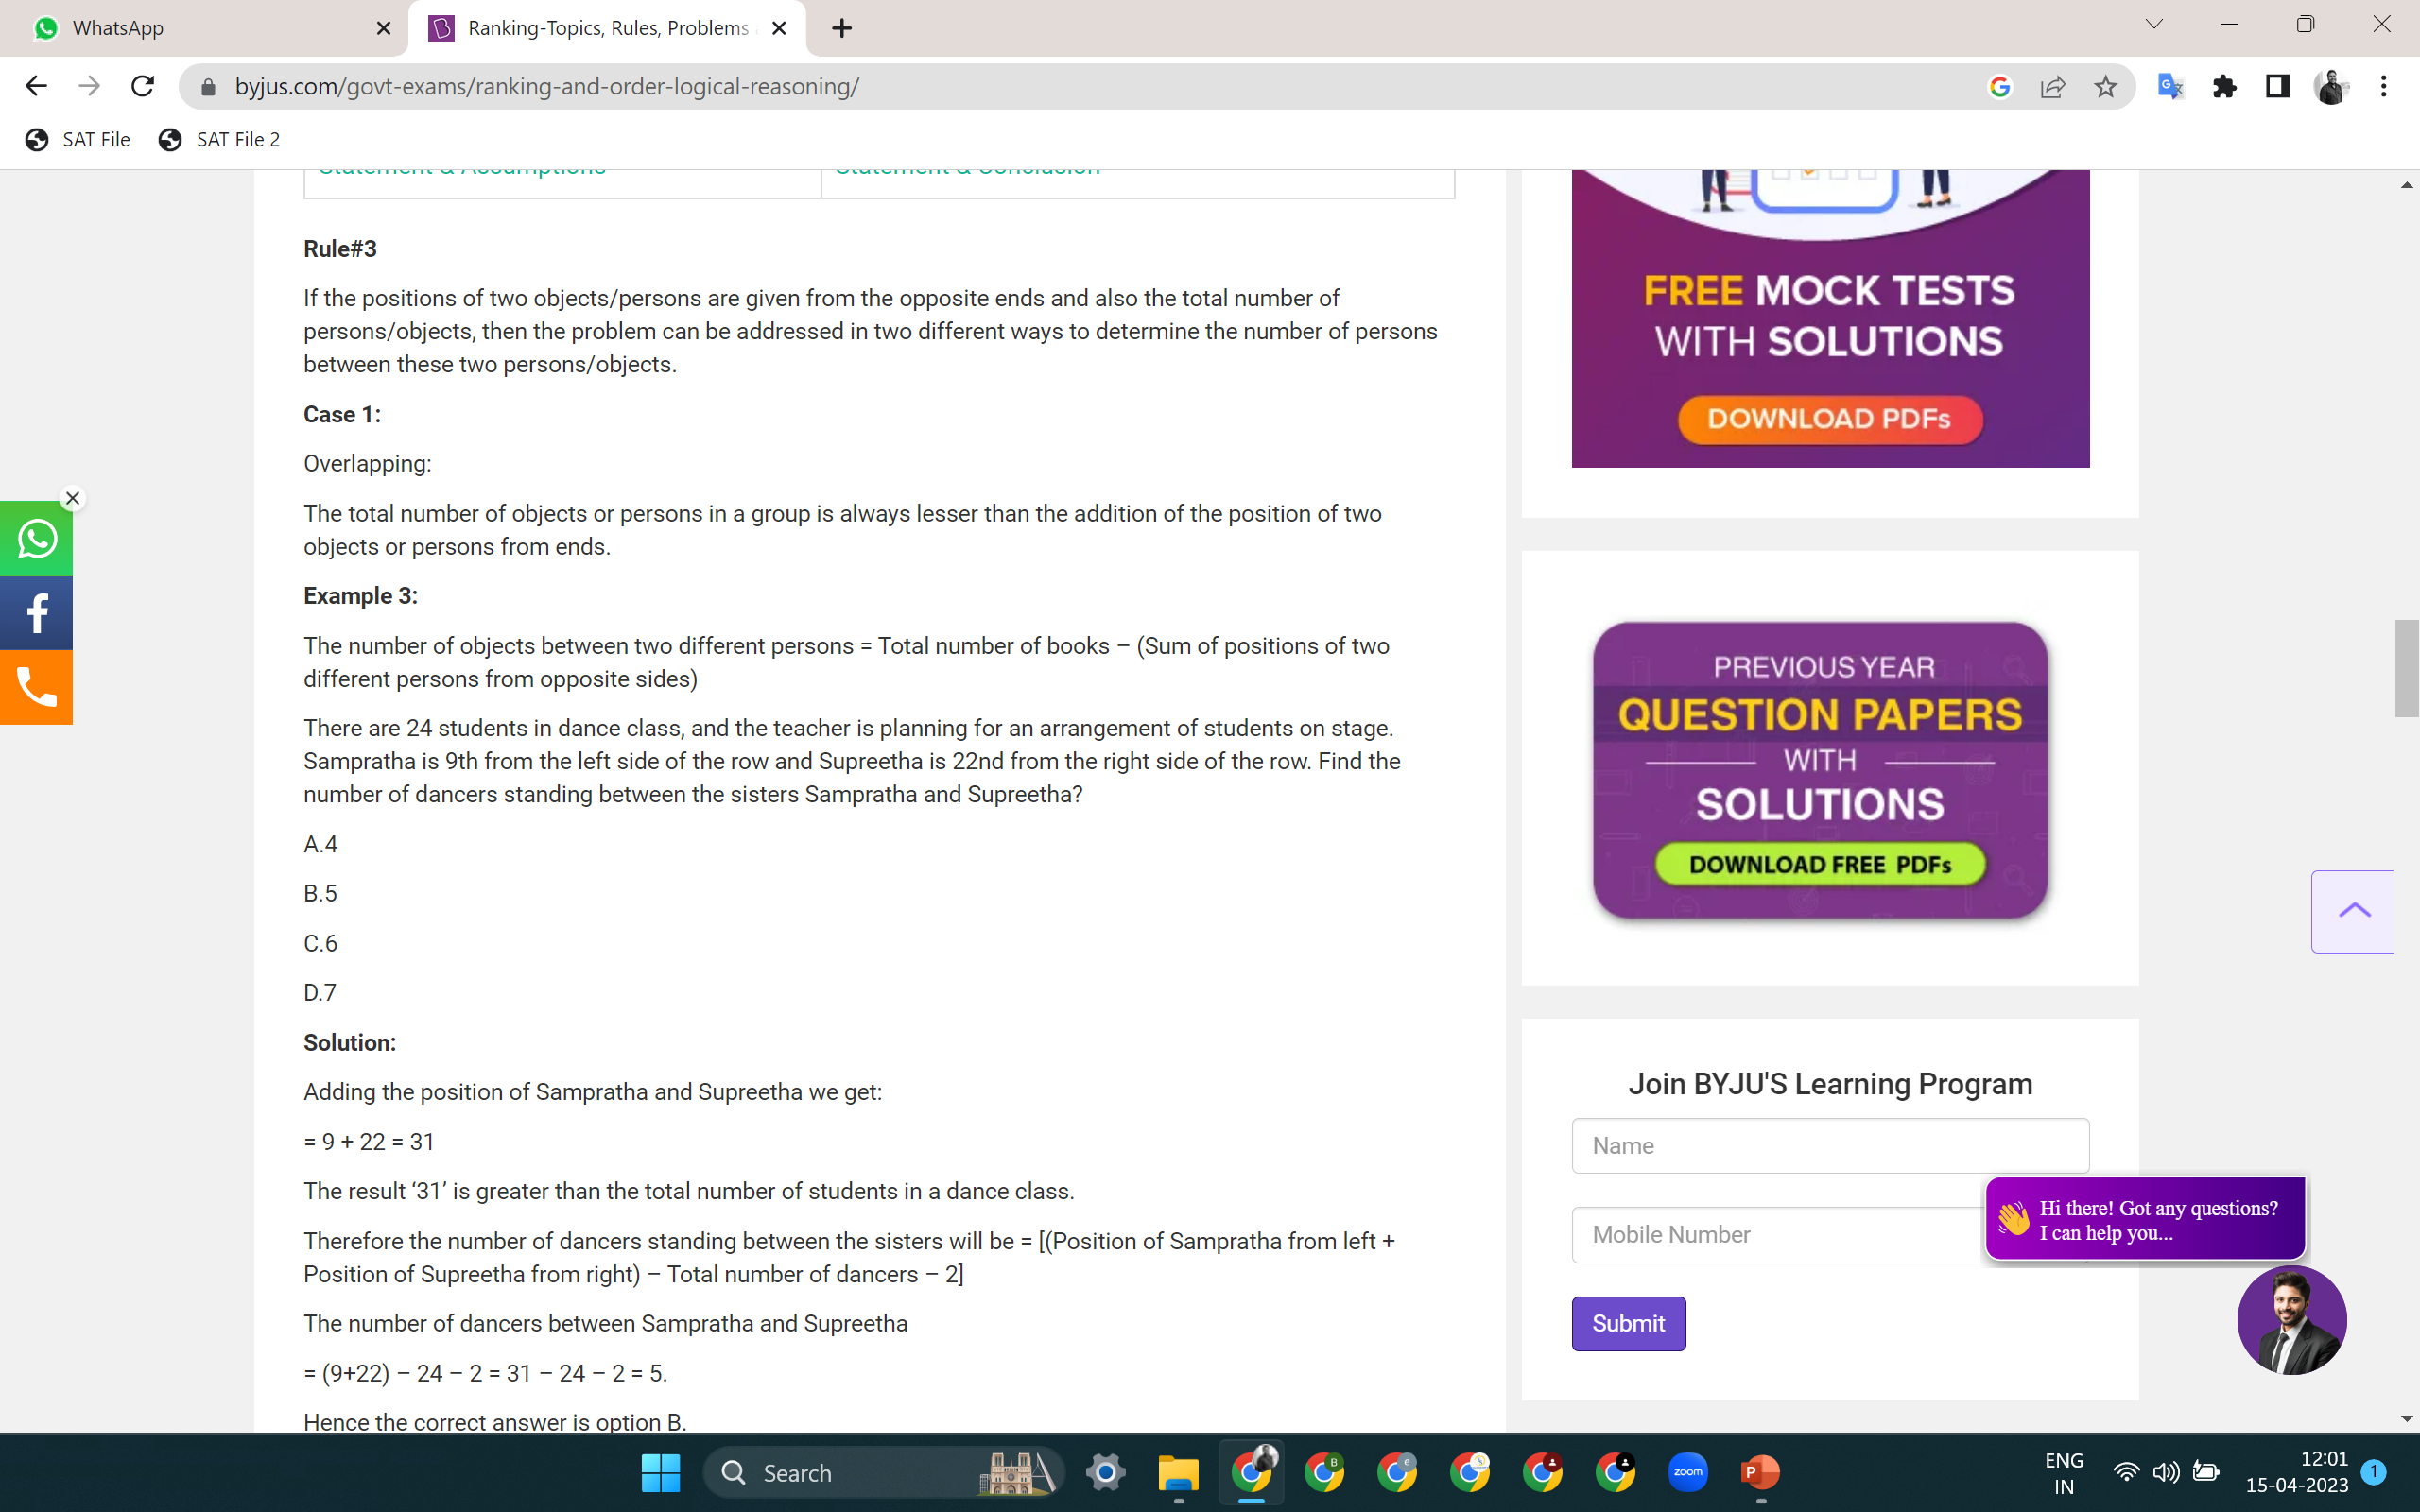 WhatsApp
Ranking-Topics, Rules, Problems
byjus.com/govt-exams/ranking-and-order-logical-reasoning/
SAT File
SAT File 2
Statement & Assumptions
Statement & Conclusion
Rule#3
If the positions of two objects/persons are given from the opposite ends and also the total number of
persons/objects, then the problem can be addressed in two different ways to determine the number of persons
between these two persons/objects.
Case 1:
Overlapping:
The total number of objects or persons in a group is always lesser than the addition of the position of two
objects or persons from ends.
Example 3:
The number of objects between two different persons = Total number of books – (Sum of positions of two
different persons from opposite sides)
There are 24 students in dance class, and the teacher is planning for an arrangement of students on stage.
Sampratha is 9th from the left side of the row and Supreetha is 22nd from the right side of the row. Find the
number of dancers standing between the sisters Sampratha and Supreetha?
A.4
B.5
C.6
D.7
Solution:
Adding the position of Sampratha and Supreetha we get:
= 9 + 22 = 31
The result ‘31’ is greater than the total number of students in a dance class.
Therefore the number of dancers standing between the sisters will be = [(Position of Sampratha from left +
Position of Supreetha from right) – Total number of dancers – 2]
The number of dancers between Sampratha and Supreetha
= (9+22) – 24 – 2 = 31 – 24 – 2 = 5.
Hence the correct answer is option B.
FREE MOCK TESTS
WITH SOLUTIONS
DOWNLOAD PDFs
PREVIOUS YEAR
QUESTION PAPERS
WITH
SOLUTIONS
DOWNLOAD FREE PDFs
Join BYJU'S Learning Program
Name
Mobile Number
Submit
Hi there! Got any questions?
I can help you...
Search
zoom
ENG
IN
12:01
15-04-2023
1